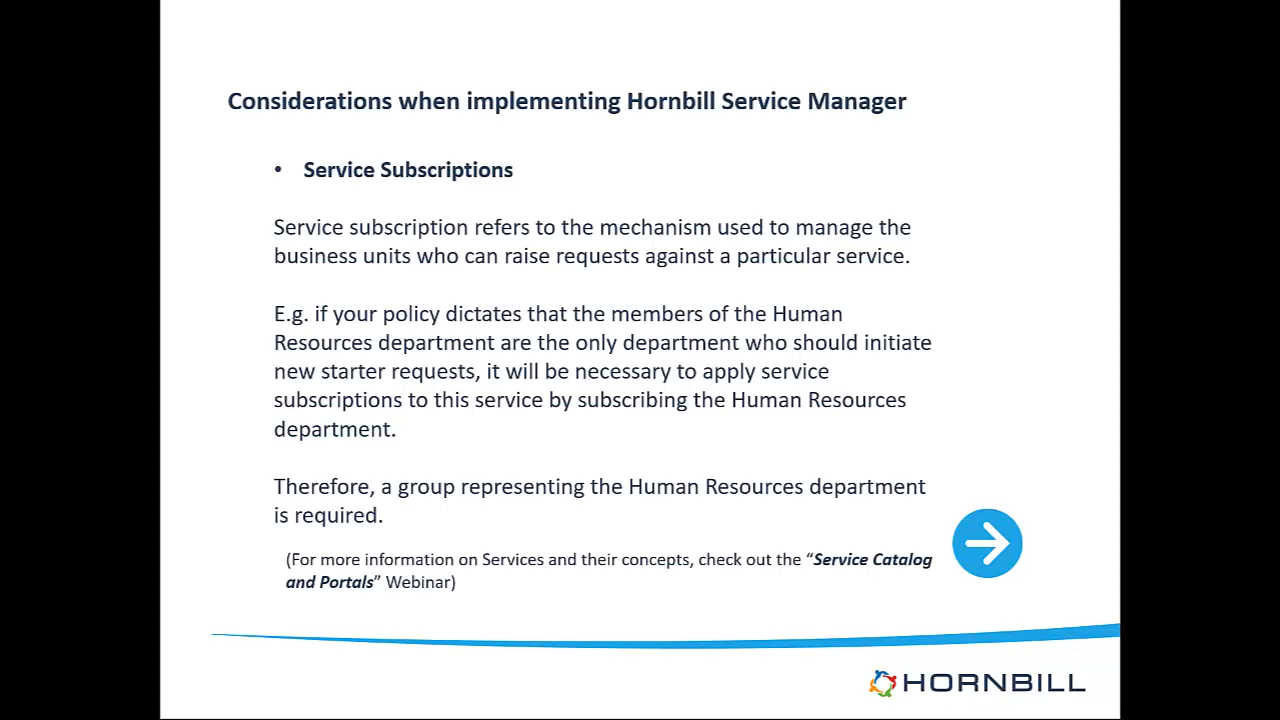 Considerations when implementing Hornbill Service Manager
• Service Subscriptions
Service subscription refers to the mechanism used to manage the
business units who can raise requests against a particular service.
E.g. if your policy dictates that the members of the Human
Resources department are the only department who should initiate
new starter requests, it will be necessary to apply service
subscriptions to this service by subscribing the Human Resources
department.
Therefore, a group representing the Human Resources department
is required.
(For more information on Services and their concepts, check out the “Service Catalog
and Portals” Webinar)
HORNBILL